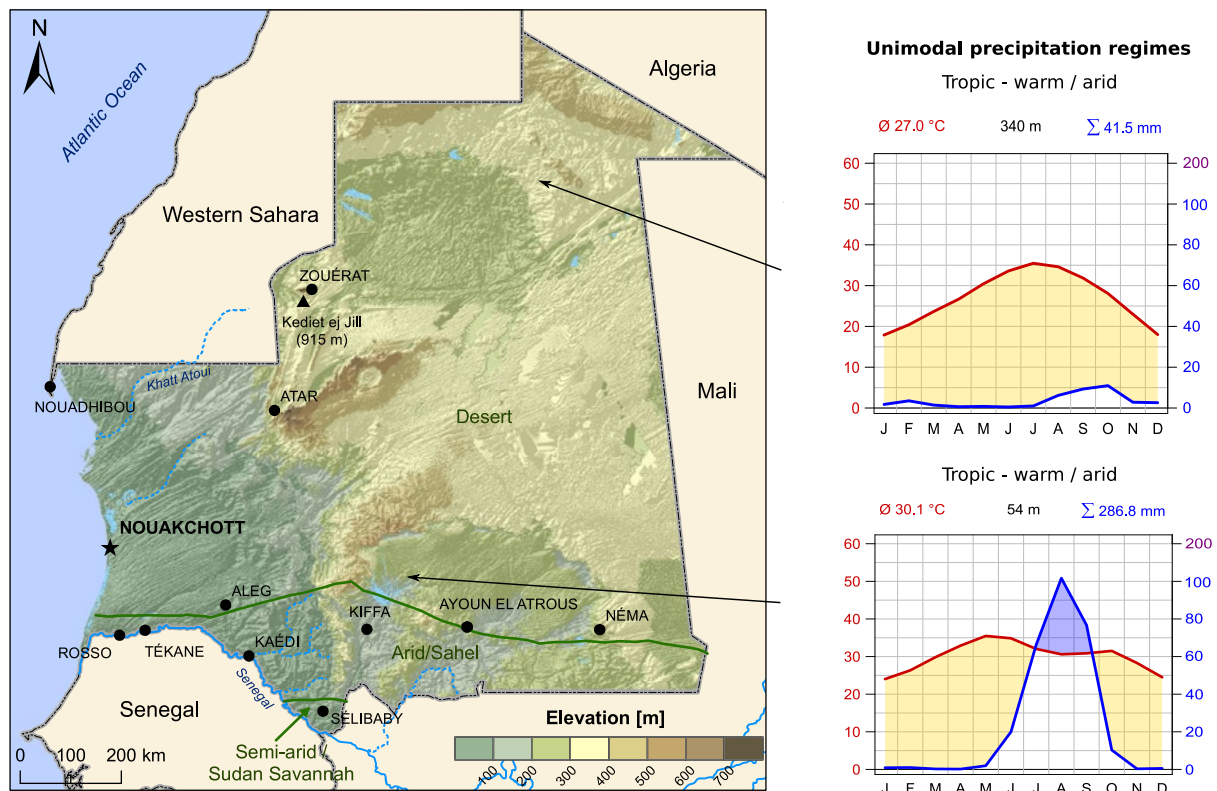 N
Atlantic Ocean
Algeria
Western Sahara
ZOUÉRAT
Kediet ej Jill
(915 m)
Khatt Atoui
NOUADHIBOU
ATAR
Desert
Mali
NOUAKCHOTT
ALEG
KIFFA
AYOUN EL ATROUS
NÉMA
ROSSO
TÉKANE
KAÉDI
Arid/Sahel
Senegal
Senegal
SÉLIBABY
Semi-arid
Sudan Savannah
0 100 200 km
Elevation [m]
100 200 300 400 500 600 700
Unimodal precipitation regimes
Tropic - warm / arid
Ø 27.0 °C 340 m ∑ 41.5 mm
60 200
50 100
40 80
30 60
20 40
10 20
0 0
J F M A M J J A S O N D
Tropic - warm / arid
Ø 30.1 °C 54 m ∑ 286.8 mm
60 200
50 100
40 80
30 60
20 40
10 20
0 0
J F M A M J J A S O N D